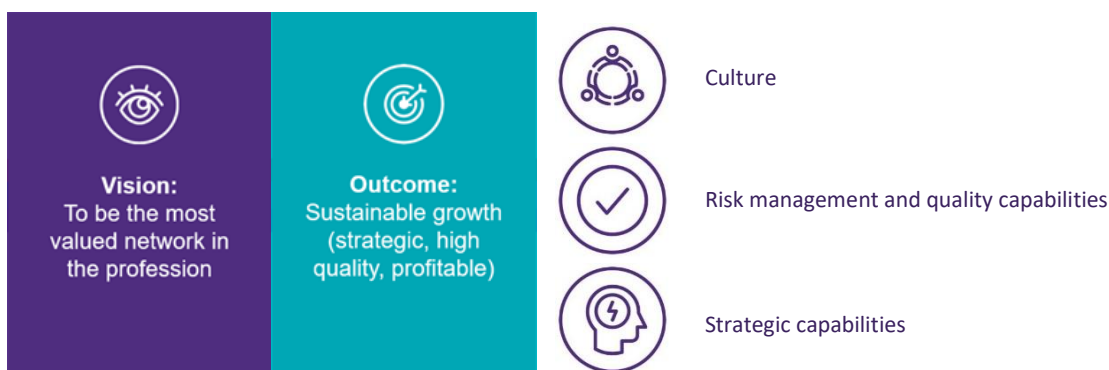 Vision:
To be the most
valued network in
the profession
Outcome:
Sustainable growth
(strategic, high
quality, profitable)
Culture
Risk management and quality capabilities
Strategic capabilities